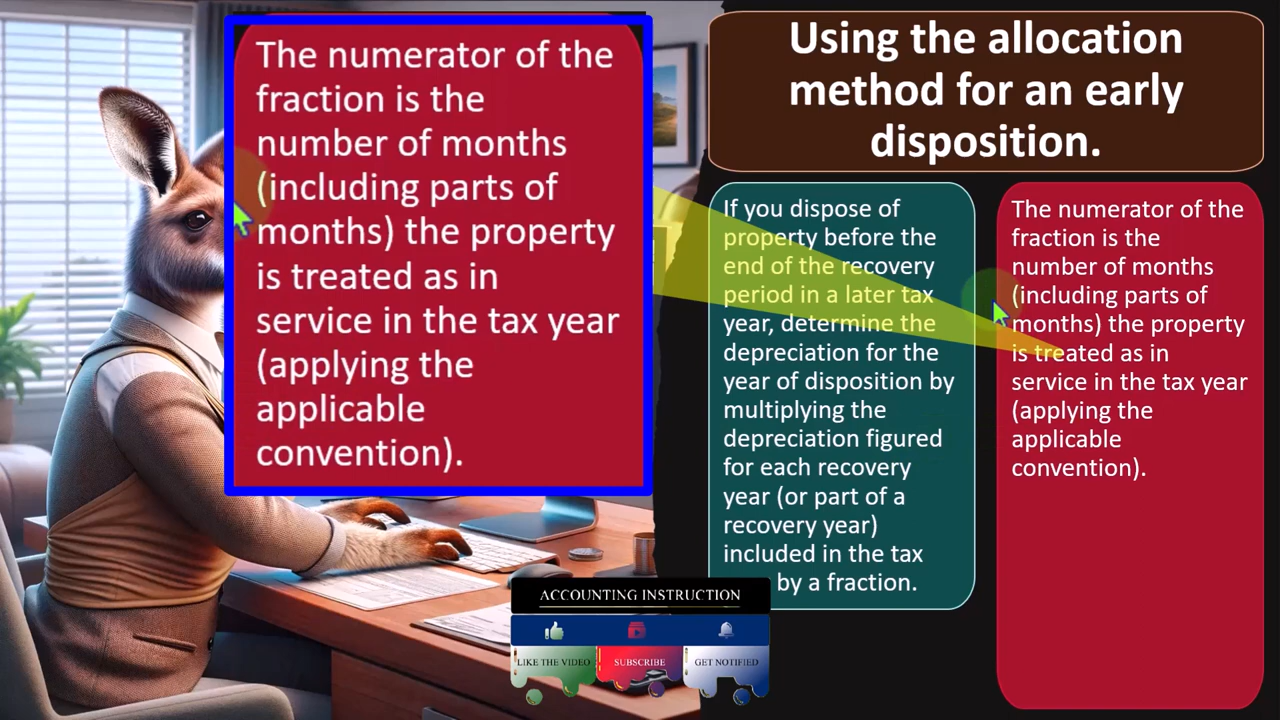 The numerator of the
fraction is the
number of months
(including parts of
months) the property
is treated as in
service in the tax year
(applying the
applicable
convention).
Using the allocation
method for an early
disposition.
If you dispose of
property before the
end of the recovery
period in a later tax
year, determine the
depreciation for the
year of disposition by
multiplying the
depreciation figured
for each recovery
year (or part of a
recovery year)
included in the tax
by a fraction.
The numerator of the
fraction is the
number of months
(including parts of
months) the property
is treated as in
service in the tax year
(applying the
applicable
convention).
ACCOUNTING INSTRUCTION
LIKE THE VIDEO
SUBSCRIBE
GET NOTIFIED